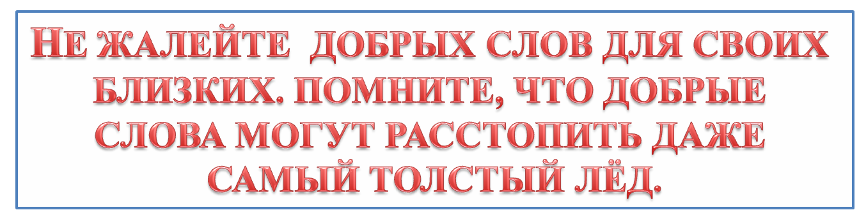 НЕ ЖАЛЕЙТЕ ДОБРЫХ СЛОВ ДЛЯ СВОИХ
БЛИЗКИХ. ПОМНИТЕ, ЧТО ДОБРЫЕ
СЛОВА МОГУТ РАССТОПИТЬ ДАЖЕ
САМЫЙ ТОЛСТЫЙ ЛЁД.